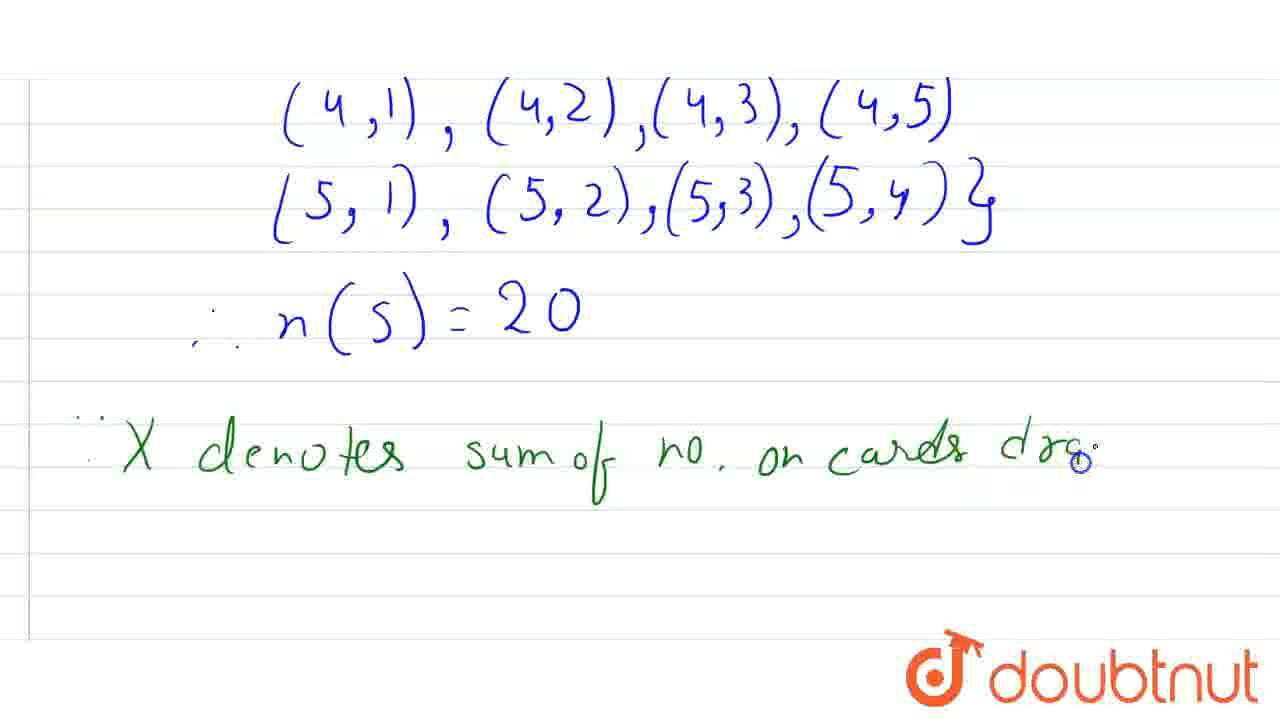 (4,1), (4,2), (4,3), (4,5)
(5,1), (5,2), (5,3), (5,4)}
∴ n(s) = 20
∵ X denotes sum of no. on cards dra
doubtnut